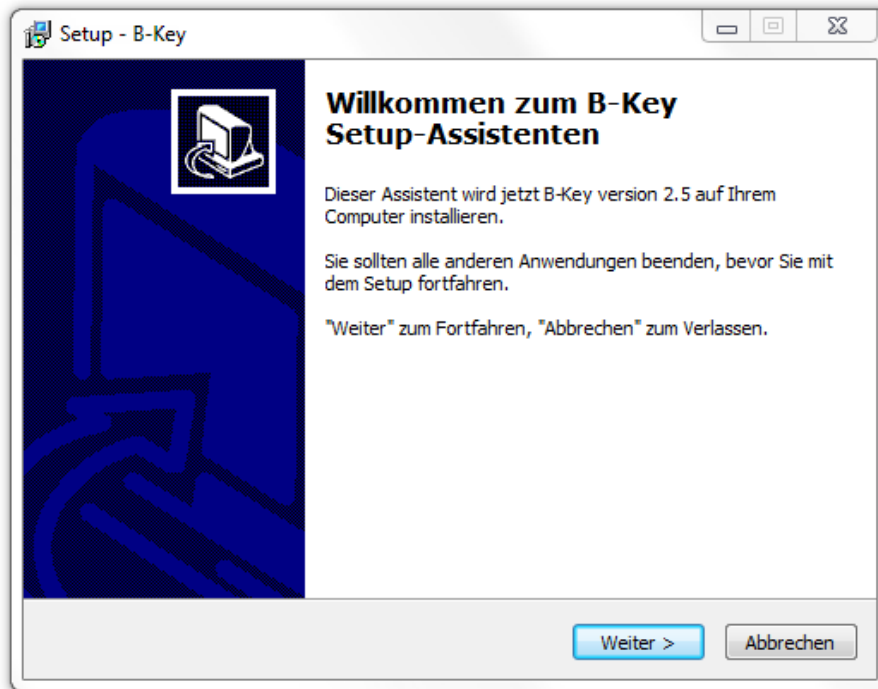 Setup - B-Key
Willkommen zum B-Key
Setup-Assistenten
Dieser Assistent wird jetzt B-Key version 2.5 auf Ihrem
Computer installieren.
Sie sollten alle anderen Anwendungen beenden, bevor Sie mit
dem Setup fortfahren.
"Weiter" zum Fortfahren, "Abbrechen" zum Verlassen.
Weiter >
Abbrechen